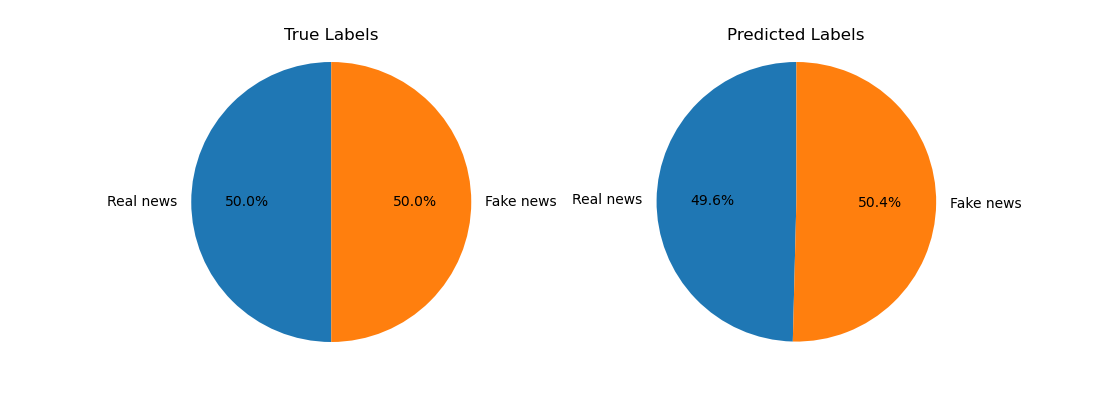 True Labels
Real news
50.0%
50.0%
Fake news
Predicted Labels
Real news
49.6%
50.4%
Fake news